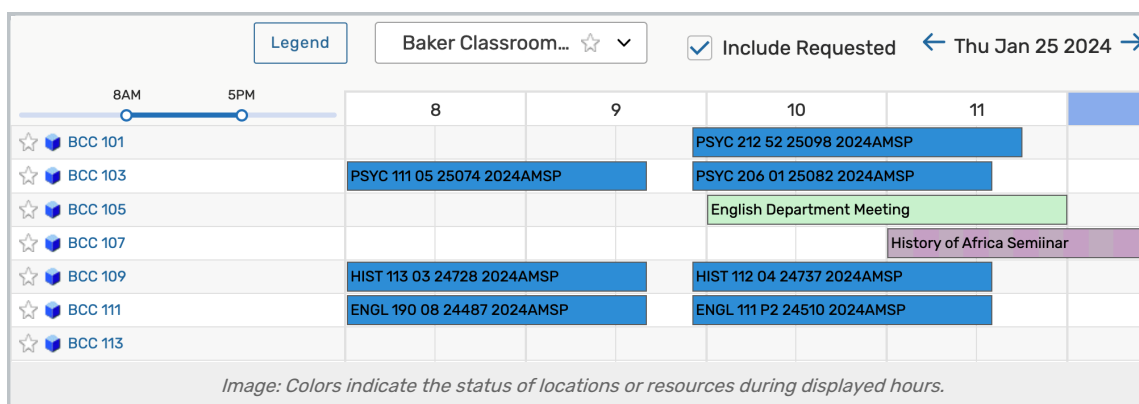 Legend
Baker Classroom...
Include Requested
Thu Jan 25 2024
8AM 5PM
8 9 10 11
BCC 101 PSYC 212 52 25098 2024AMSP
BCC 103 PSYC 111 05 25074 2024AMSP PSYC 206 01 25082 2024AMSP
BCC 105 English Department Meeting
BCC 107 History of Africa Semiinar
BCC 109 HIST 113 03 24728 2024AMSP HIST 112 04 24737 2024AMSP
BCC 111 ENGL 190 08 24487 2024AMSP ENGL 111 P2 24510 2024AMSP
BCC 113
Image: Colors indicate the status of locations or resources during displayed hours.